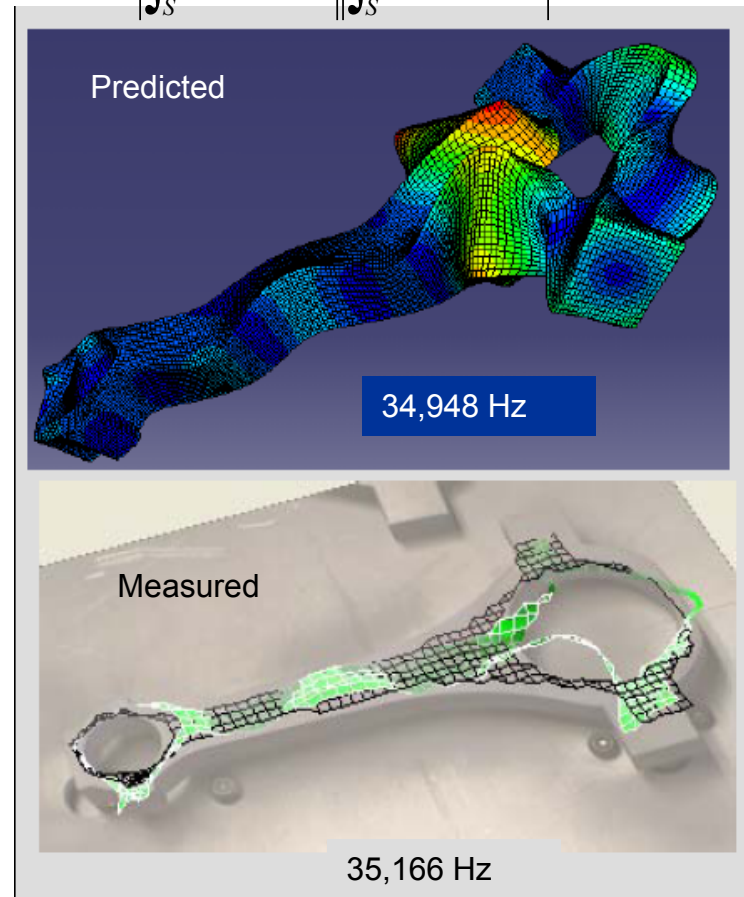 |∫S ||∫S |
Predicted
34,948 Hz
Measured
35,166 Hz